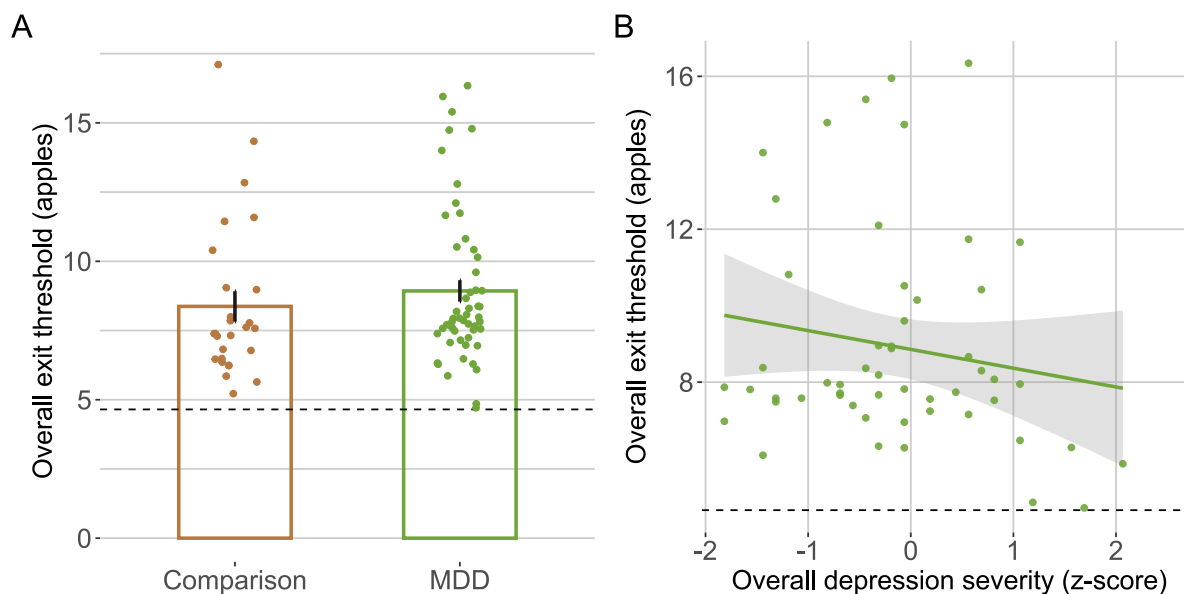 A
Overall exit threshold (apples)
15
10
5
0
Comparison
MDD
B
Overall exit threshold (apples)
16
12
8
-2
-1
0
1
2
Overall depression severity (z-score)